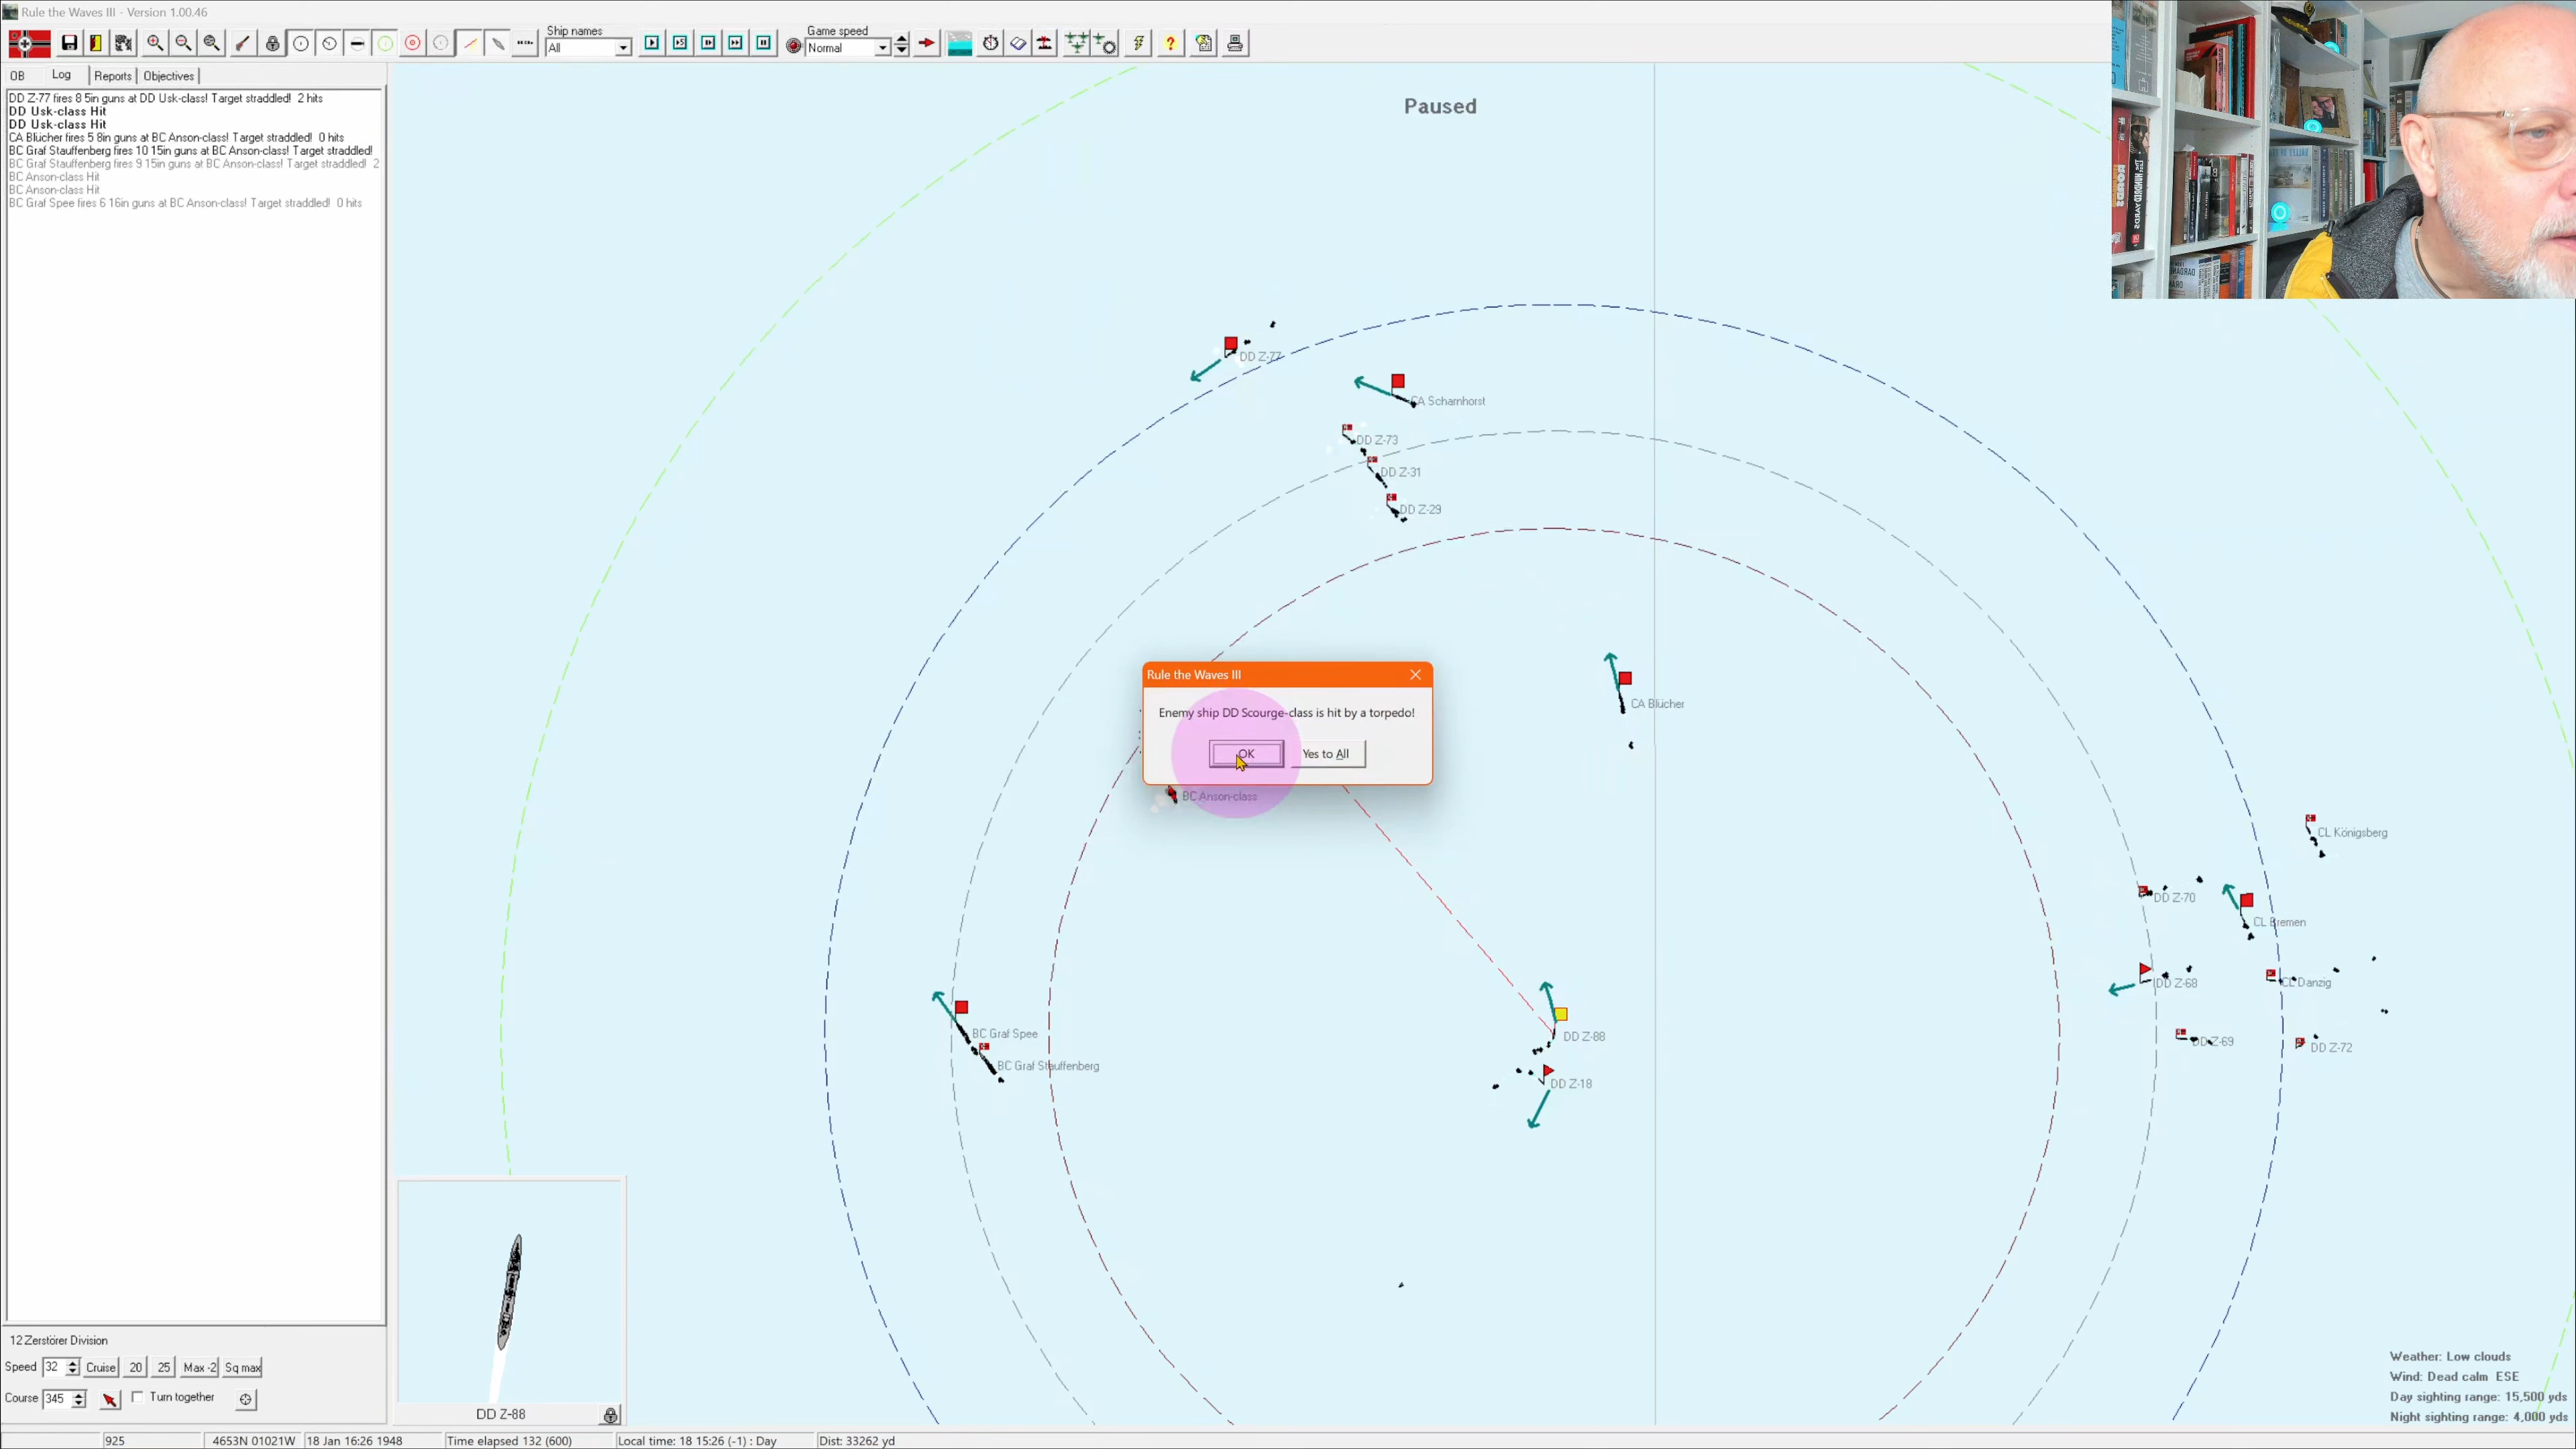 Rule the Waves III - Version 1.00.46
Ship names
All
Game speed
Normal
OB
Log
Reports
Objectives
DD Z-77 fires 8 5in guns at DD Usk-class! Target straddled! 2 hits
DD Usk-class Hit
DD Usk-class Hit
CA Blücher fires 5 8in guns at BC Anson-class! Target straddled! 0 hits
BC Graf Stauffenberg fires 10 15in guns at BC Anson-class! Target straddled!
BC Graf Stauffenberg fires 9 15in guns at BC Anson-class! Target straddled! 2
BC Anson-class Hit
BC Anson-class Hit
BC Graf Spee fires 6 16in guns at BC Anson-class! Target straddled! 0 hits
Paused
DD Z-77
CA Scharnhorst
DD Z-73
DD Z-31
DD Z-29
Rule the Waves III
Enemy ship DD Scourge-class is hit by a torpedo!
OK
Yes to All
CA Blücher
BC Anson-class
CL Königsberg
DD Z-70
CL Bremen
DD Z-68
CL Danzig
BC Graf Spee
DD Z-88
DD Z-69
DD Z-72
BC Graf Stauffenberg
DD Z-18
12 Zerstörer Division
Speed 32 Cruise 20 25 Max -2 Sq max
Course 345 Turn together
DD Z-88
Weather: Low clouds
Wind: Dead calm ESE
Day sighting range: 15,500 yds
Night sighting range: 4,000 yds
925
4653N 01021W
18 Jan 16:26 1948
Time elapsed 132 (600)
Local time: 18 15:26 (-1) : Day
Dist: 33262 yd